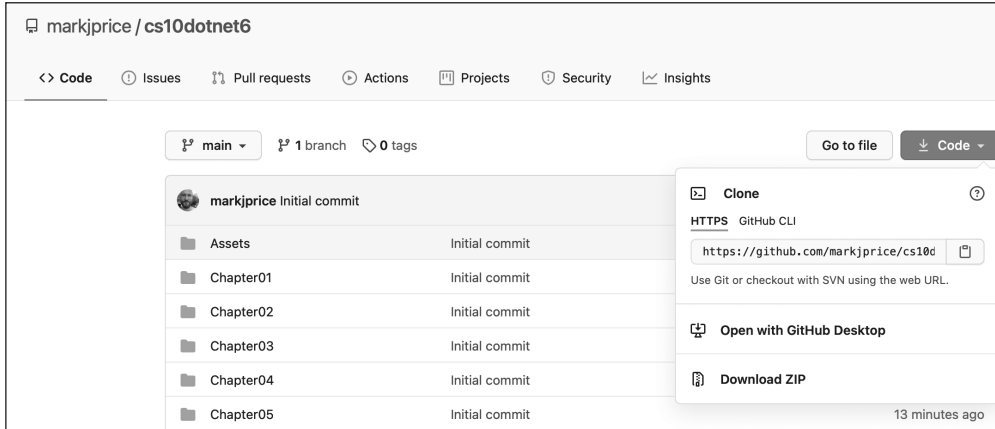 markjprice / cs10dotnet6
<> Code Issues Pull requests Actions Projects Security Insights
main 1 branch 0 tags Go to file Code
markjprice Initial commit
Assets Initial commit
Chapter01 Initial commit
Chapter02 Initial commit
Chapter03 Initial commit
Chapter04 Initial commit
Chapter05 Initial commit 13 minutes ago
Clone
HTTPS GitHub CLI
https://github.com/markjprice/cs10d
Use Git or checkout with SVN using the web URL.
Open with GitHub Desktop
Download ZIP